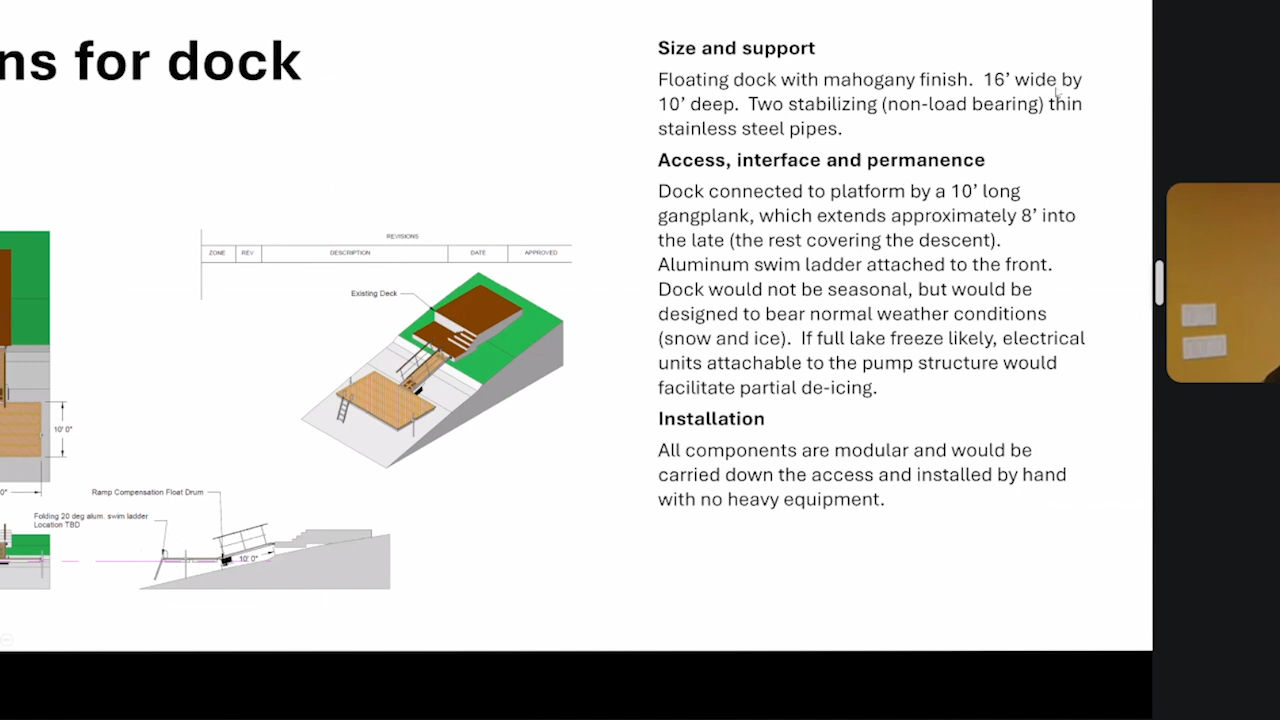 ns for dock
Size and support
Floating dock with mahogany finish.  16’ wide by
10’ deep.  Two stabilizing (non-load bearing) thin
stainless steel pipes.
Access, interface and permanence
Dock connected to platform by a 10’ long
gangplank, which extends approximately 8’ into
the late (the rest covering the descent).
Aluminum swim ladder attached to the front.
Dock would not be seasonal, but would be
designed to bear normal weather conditions
(snow and ice).  If full lake freeze likely, electrical
units attachable to the pump structure would
facilitate partial de-icing.
Installation
All components are modular and would be
carried down the access and installed by hand
with no heavy equipment.
REVISIONS
ZONE REV DESCRIPTION DATE APPROVED
Existing Deck
10' 0"
0"
Ramp Compensation Float Drum
Folding 20 deg alum. swim ladder
Location TBD
10' 0"